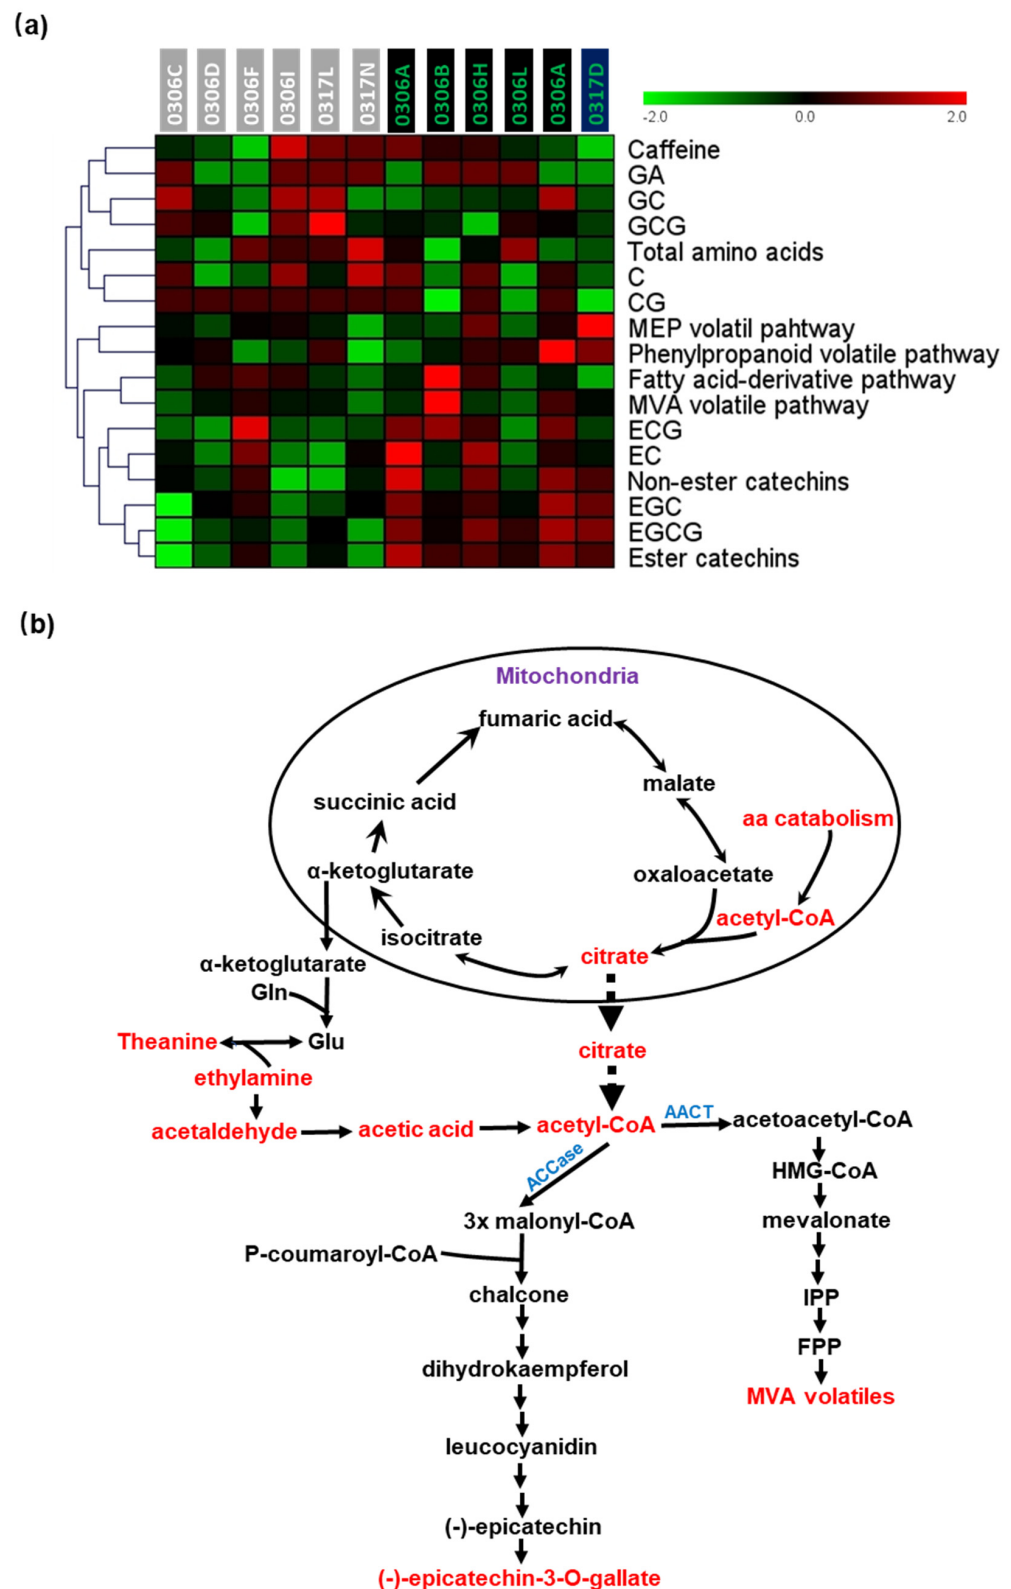 (a)
0306C 0306D 0306F 0306I 0317L 0317N 0306A 0306B 0306H 0306L 0306A 0317D
-2.0 0.0 2.0
Caffeine
GA
GC
GCG
Total amino acids
C
CG
MEP volatil pahtway
Phenylpropanoid volatile pathway
Fatty acid-derivative pathway
MVA volatile pathway
ECG
EC
Non-ester catechins
EGC
EGCG
Ester catechins
(b)
Mitochondria
fumaric acid
malate
succinic acid
aa catabolism
α-ketoglutarate
oxaloacetate
acetyl-CoA
isocitrate
citrate
α-ketoglutarate
Gln
Theanine
Glu
citrate
ethylamine
acetaldehyde
acetic acid
acetyl-CoA
AACT
acetoacetyl-CoA
ACCase
HMG-CoA
3x malonyl-CoA
mevalonate
P-coumaroyl-CoA
chalcone
IPP
FPP
dihydrokaempferol
MVA volatiles
leucocyanidin
(-)-epicatechin
(-)-epicatechin-3-O-gallate